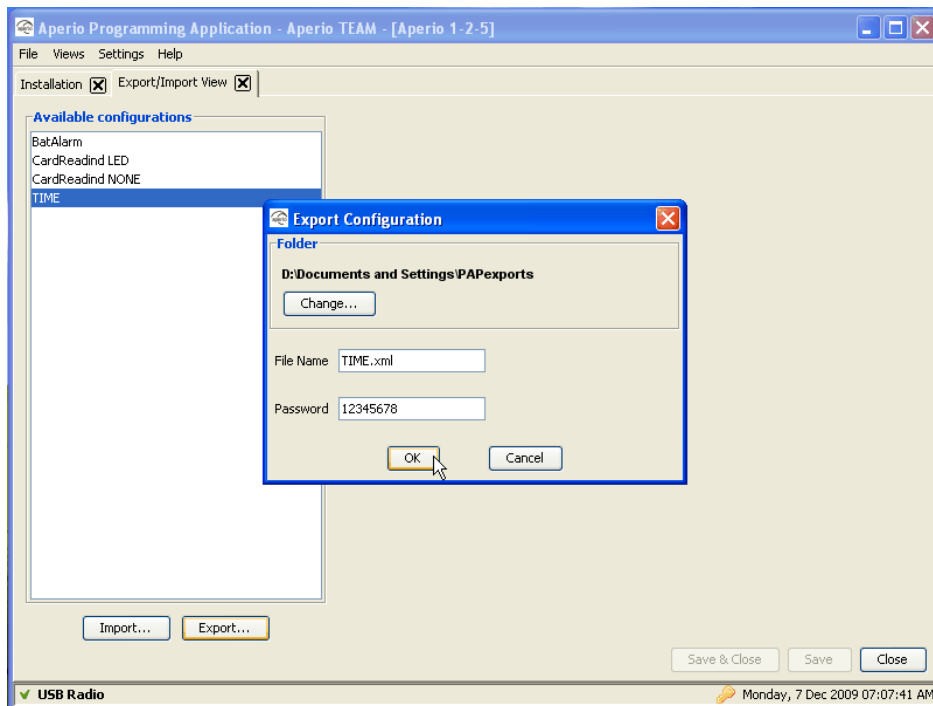 Aperio Programming Application - Aperio TEAM - [Aperio 1-2-5]
File Views Settings Help
Installation Export/Import View
Available configurations
BatAlarm
CardReadind LED
CardReadind NONE
TIME
Export Configuration
Folder
D:\Documents and Settings\PAPexports
Change...
File Name TIME.xml
Password 12345678
OK Cancel
Import... Export...
Save & Close Save Close
USB Radio Monday, 7 Dec 2009 07:07:41 AM